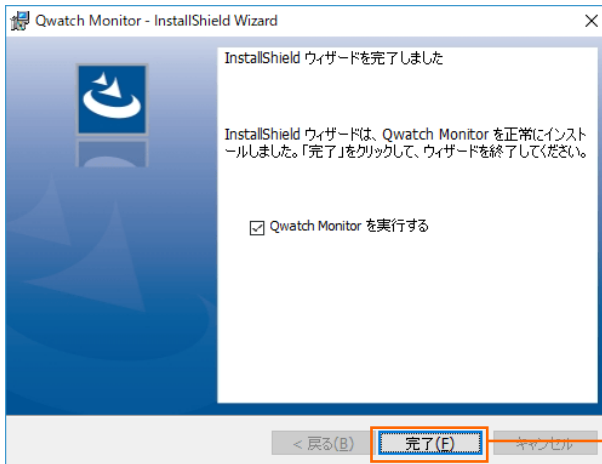 Qwatch Monitor - InstallShield Wizard
InstallShield ウィザードを完了しました
InstallShield ウィザードは、Qwatch Monitor を正常にインスト
ールしました。「完了」をクリックして、ウィザードを終了してください。
Qwatch Monitor を実行する
< 戻る(B) 完了(F) キャンセル